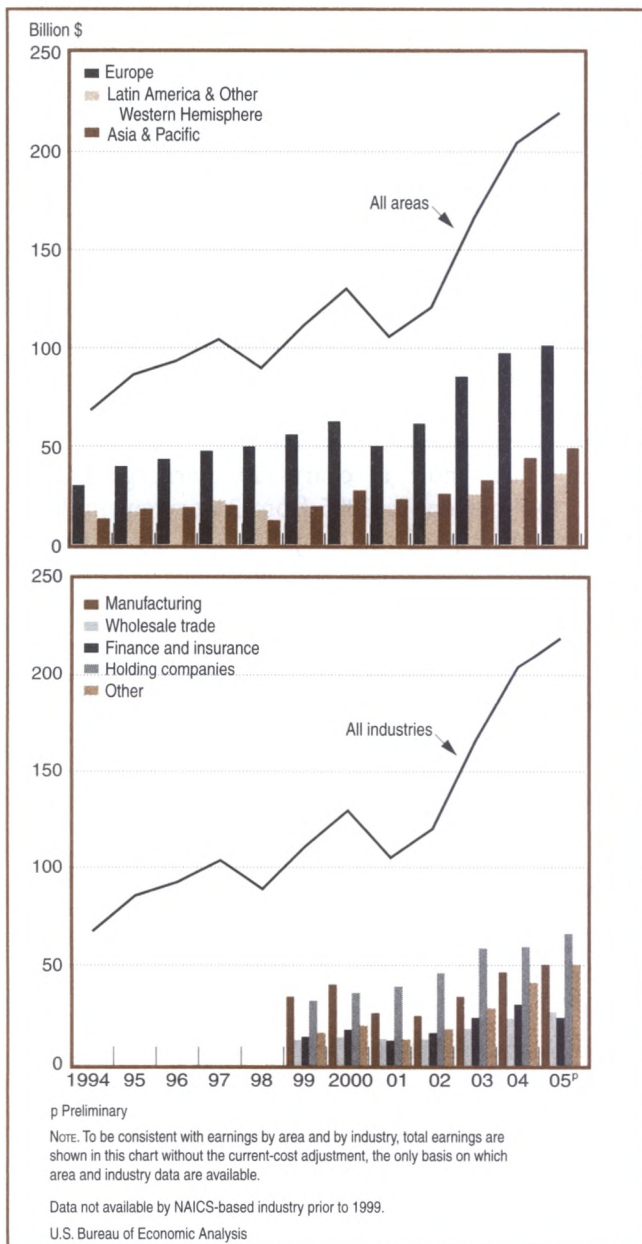 Billion $
250
Europe
Latin America & Other
Western Hemisphere
Asia & Pacific
200
All areas
150
100
50
0
250
Manufacturing
Wholesale trade
Finance and insurance
Holding companies
Other
200
All industries
150
100
50
0
1994 95 96 97 98 99 2000 01 02 03 04 05p
p Preliminary
NOTE. To be consistent with earnings by area and by industry, total earnings are
shown in this chart without the current-cost adjustment, the only basis on which
area and industry data are available.
Data not available by NAICS-based industry prior to 1999.
U.S. Bureau of Economic Analysis